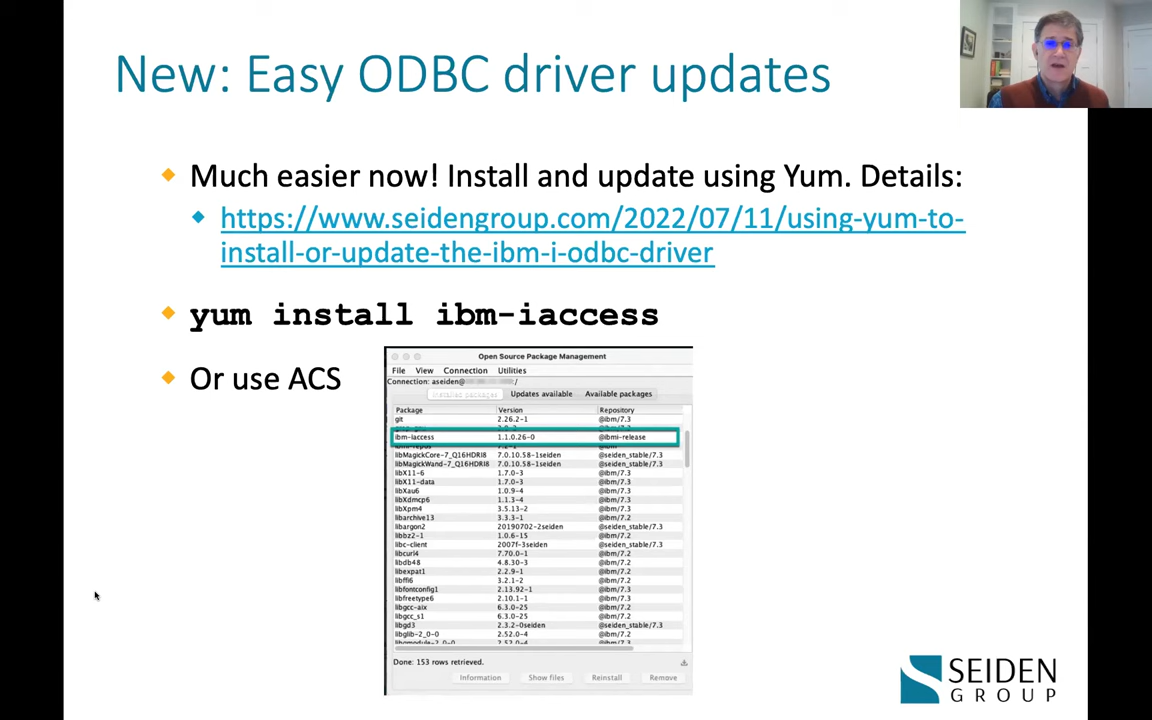 New: Easy ODBC driver updates
Much easier now! Install and update using Yum. Details:
https://www.seidengroup.com/2022/07/11/using-yum-to-
install-or-update-the-ibm-i-odbc-driver
yum install ibm-iaccess
Or use ACS
Open Source Package Management
File View Connection Utilities
Connection: aseiden@ /
Installed packages Updates available Available packages
Package Version Repository
git 2.26.2-1 @ibm/7.3
ibm-iaccess 1.1.0.26-0 @ibmi-release
libMagickCore-7_Q16HDRI8 7.0.10.58-1seiden @seiden_stable/7.3
libMagickWand-7_Q16HDRI8 7.0.10.58-1seiden @seiden_stable/7.3
libX11-6 1.7.0-3 @ibm/7.3
libX11-data 1.7.0-3 @ibm/7.3
libXau6 1.0.9-4 @ibm/7.3
libXdmcp6 1.1.3-4 @ibm/7.3
libXpm4 3.5.13-2 @ibm/7.3
libarchive13 3.3.3-1 @ibm/7.2
libargon2 20190702-2seiden @seiden_stable/7.3
libbz2-1 1.0.6-15 @ibm/7.2
libc-client 2007f-3seiden @seiden_stable/7.3
libcurl4 7.70.0-1 @ibm/7.2
libdb48 4.8.30-3 @ibm/7.2
libexpat1 2.2.9-1 @ibm/7.2
libffi6 3.2.1-2 @ibm/7.2
libfontconfig1 2.13.92-1 @ibm/7.3
libfreetype6 2.10.1-1 @ibm/7.3
libgcc-aix 6.3.0-25 @ibm/7.2
libgcc_s1 6.3.0-25 @ibm/7.2
libgd3 2.3.2-0seiden @seiden_stable/7.3
libglib-2_0-0 2.52.0-4 @ibm/7.2
Done: 153 rows retrieved.
Information Show files Reinstall Remove
SEIDEN
GROUP